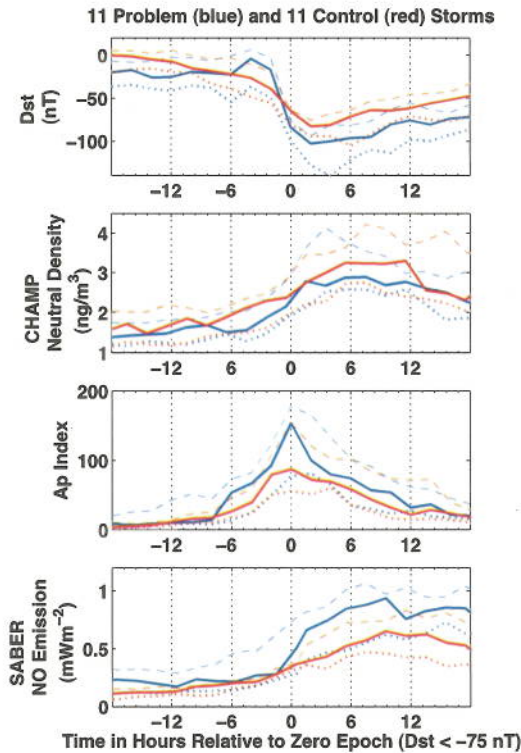 11 Problem (blue) and 11 Control (red) Storms
0
−50
−100
Dst
(nT)
−12 −6 0 6 12
4
3
2
1
CHAMP
Neutral Density
(ng/m³)
−12 6 0 6 12
200
100
0
Ap Index
−12 −6 0 6 12
1
0.5
0
SABER
NO Emission
(mWm⁻²)
−12 −6 0 6 12
Time in Hours Relative to Zero Epoch (Dst < −75 nT)